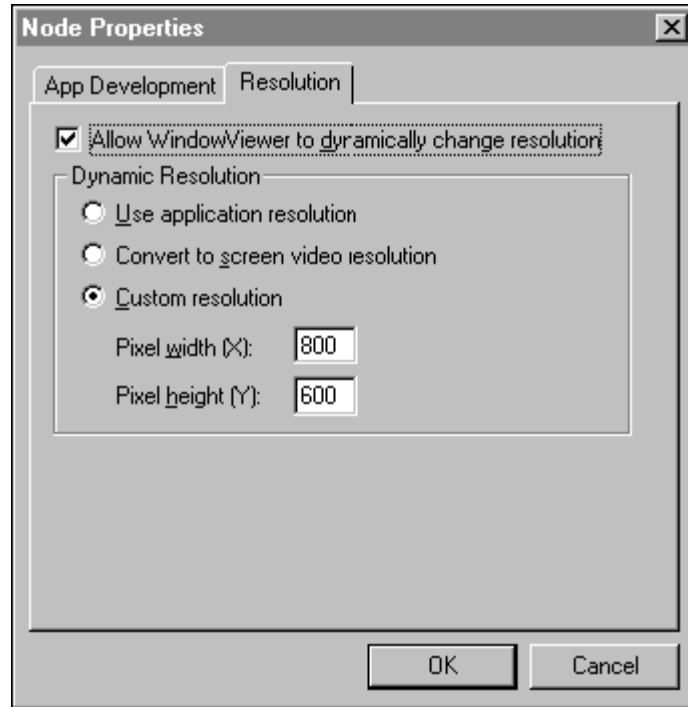 Node Properties
App Development Resolution
Allow WindowViewer to dynamically change resolution
Dynamic Resolution
Use application resolution
Convert to screen video resolution
Custom resolution
Pixel width (X): 800
Pixel height (Y): 600
OK Cancel